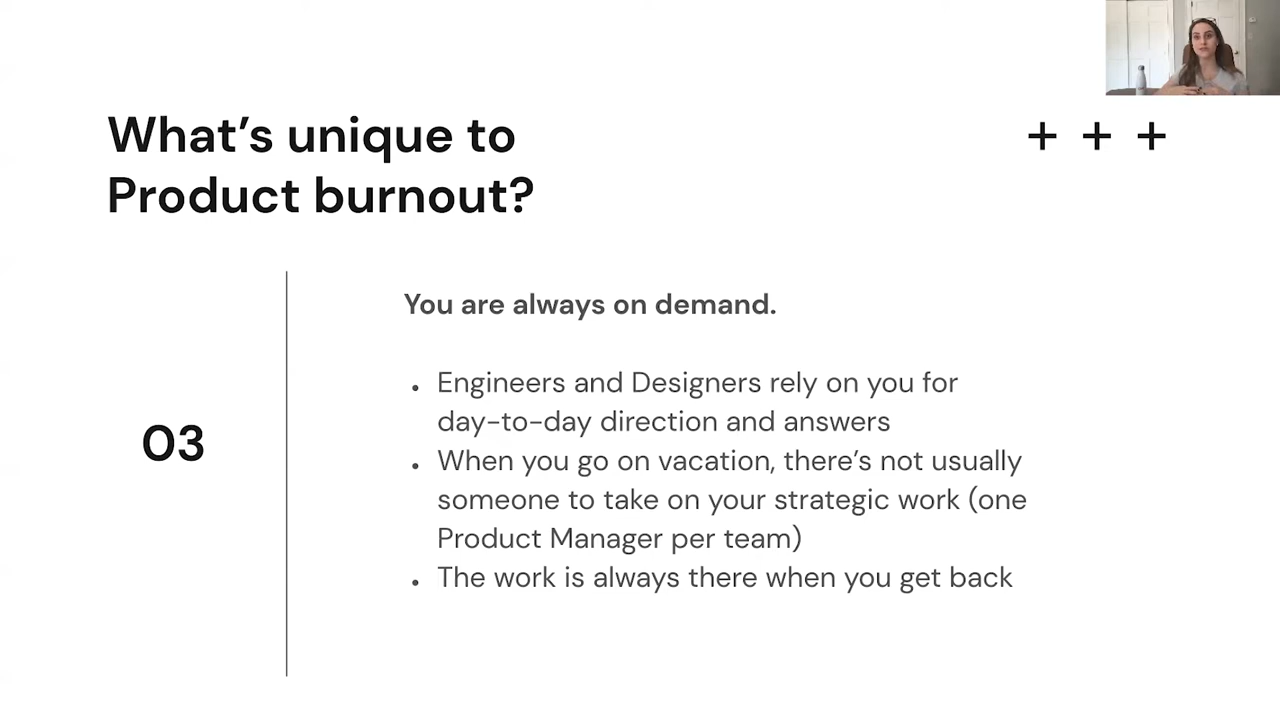 What’s unique to
Product burnout?
+ + +
03
You are always on demand.
• Engineers and Designers rely on you for
day-to-day direction and answers
• When you go on vacation, there’s not usually
someone to take on your strategic work (one
Product Manager per team)
• The work is always there when you get back